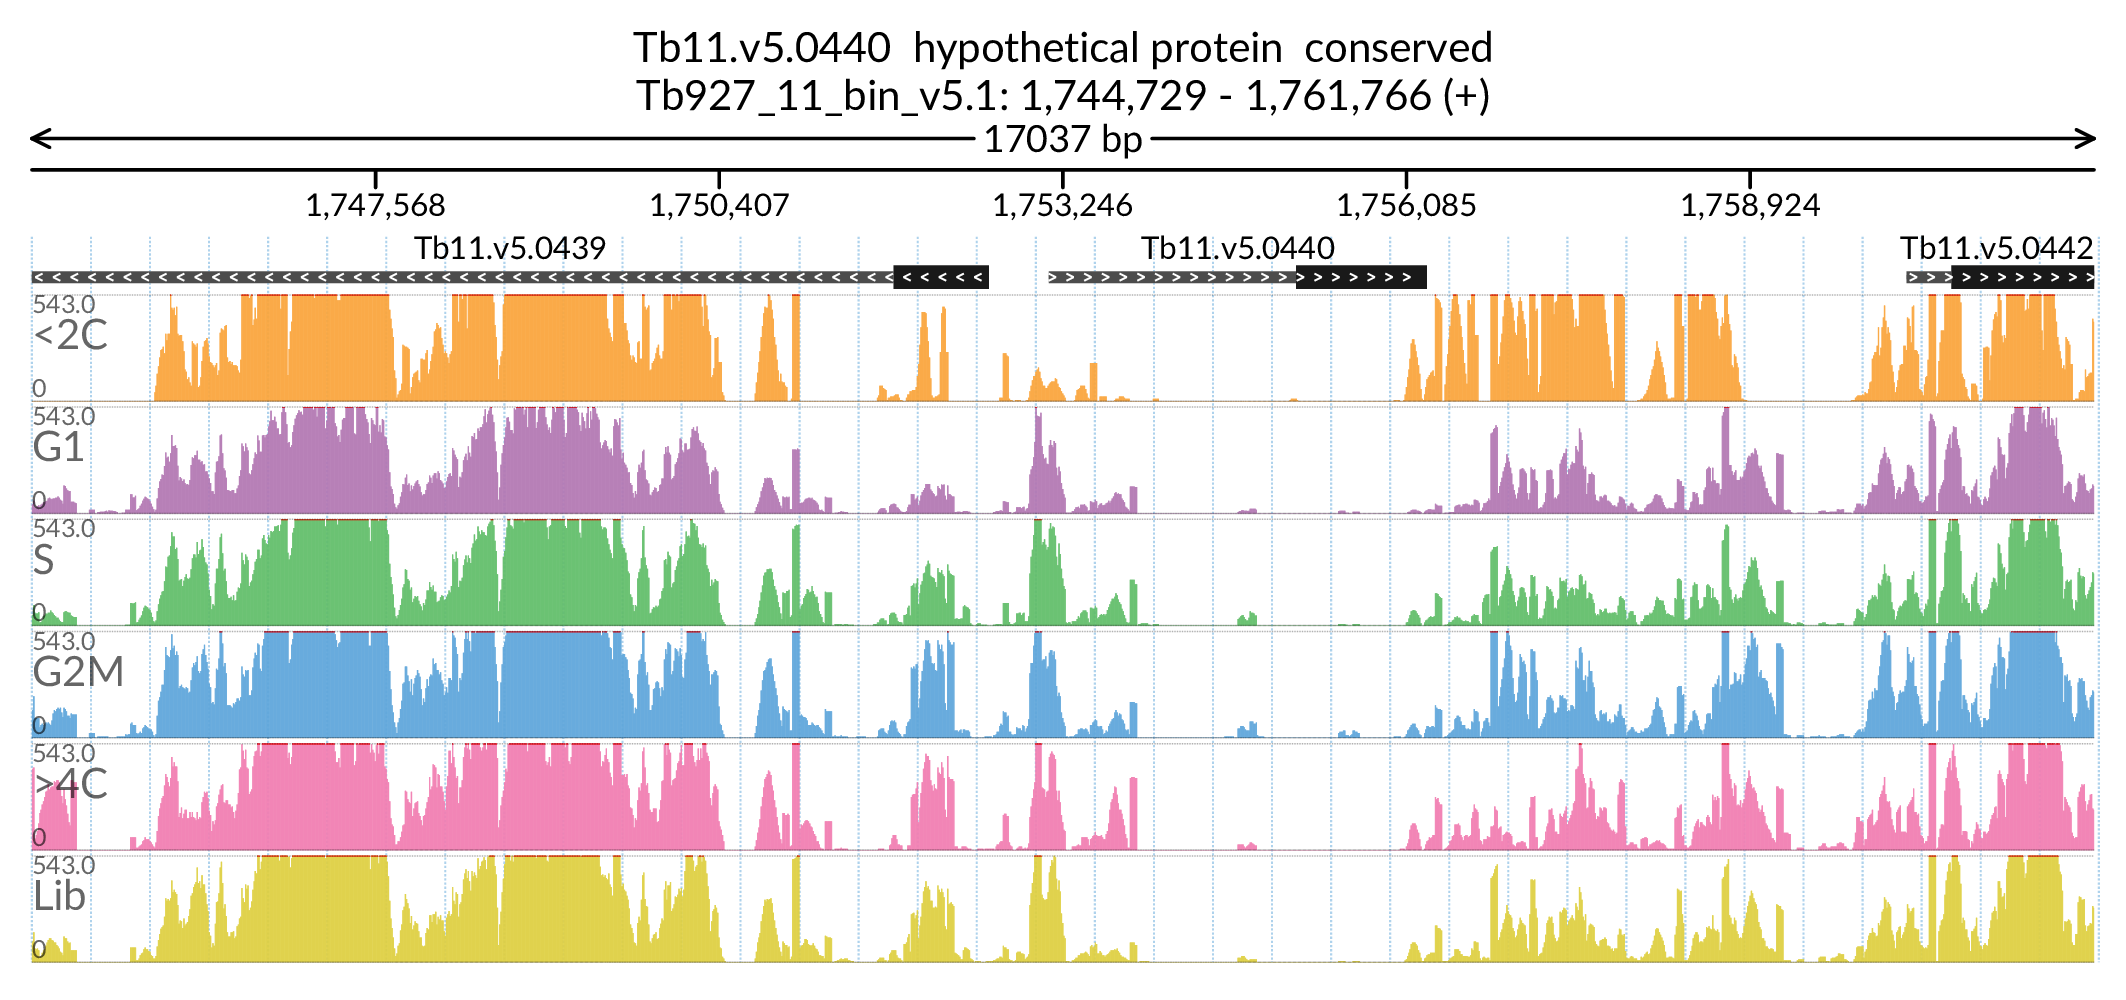 Tb11.v5.0440  hypothetical protein  conserved
Tb927_11_bin_v5.1: 1,744,729 - 1,761,766 (+)
17037 bp
1,747,568 1,750,407 1,753,246 1,756,085 1,758,924
Tb11.v5.0439 Tb11.v5.0440 Tb11.v5.0442
543.0
<2C
0
543.0
G1
0
543.0
S
0
543.0
G2M
0
543.0
>4C
0
543.0
Lib
0